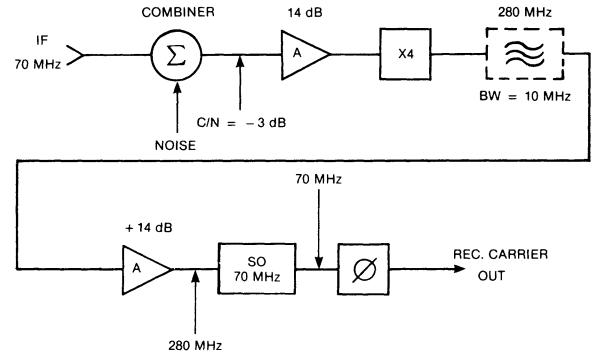 COMBINER
14 dB
280 MHz
IF
70 MHz
Σ
A
X4
BW = 10 MHz
C/N = - 3 dB
NOISE
70 MHz
+ 14 dB
A
SO
70 MHz
Ø
REC. CARRIER
OUT
280 MHz